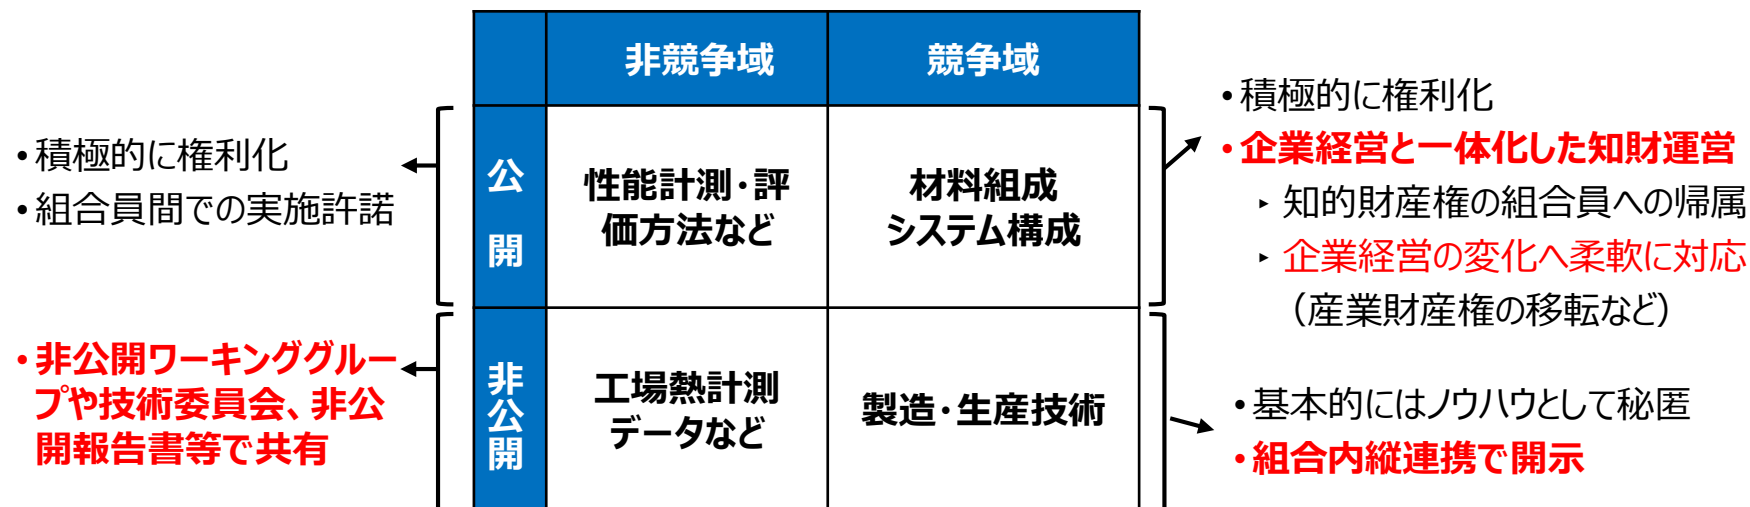 非競争域
競争域
・積極的に権利化
・組合員間での実施許諾
公
開
性能計測・評
価方法など
材料組成
システム構成
・積極的に権利化
・企業経営と一体化した知財運営
‣ 知的財産権の組合員への帰属
‣ 企業経営の変化へ柔軟に対応
（産業財産権の移転など）
・非公開ワーキンググルー
プや技術委員会、非公
開報告書等で共有
非
公
開
工場熱計測
データなど
製造・生産技術
・基本的にはノウハウとして秘匿
・組合内縦連携で開示